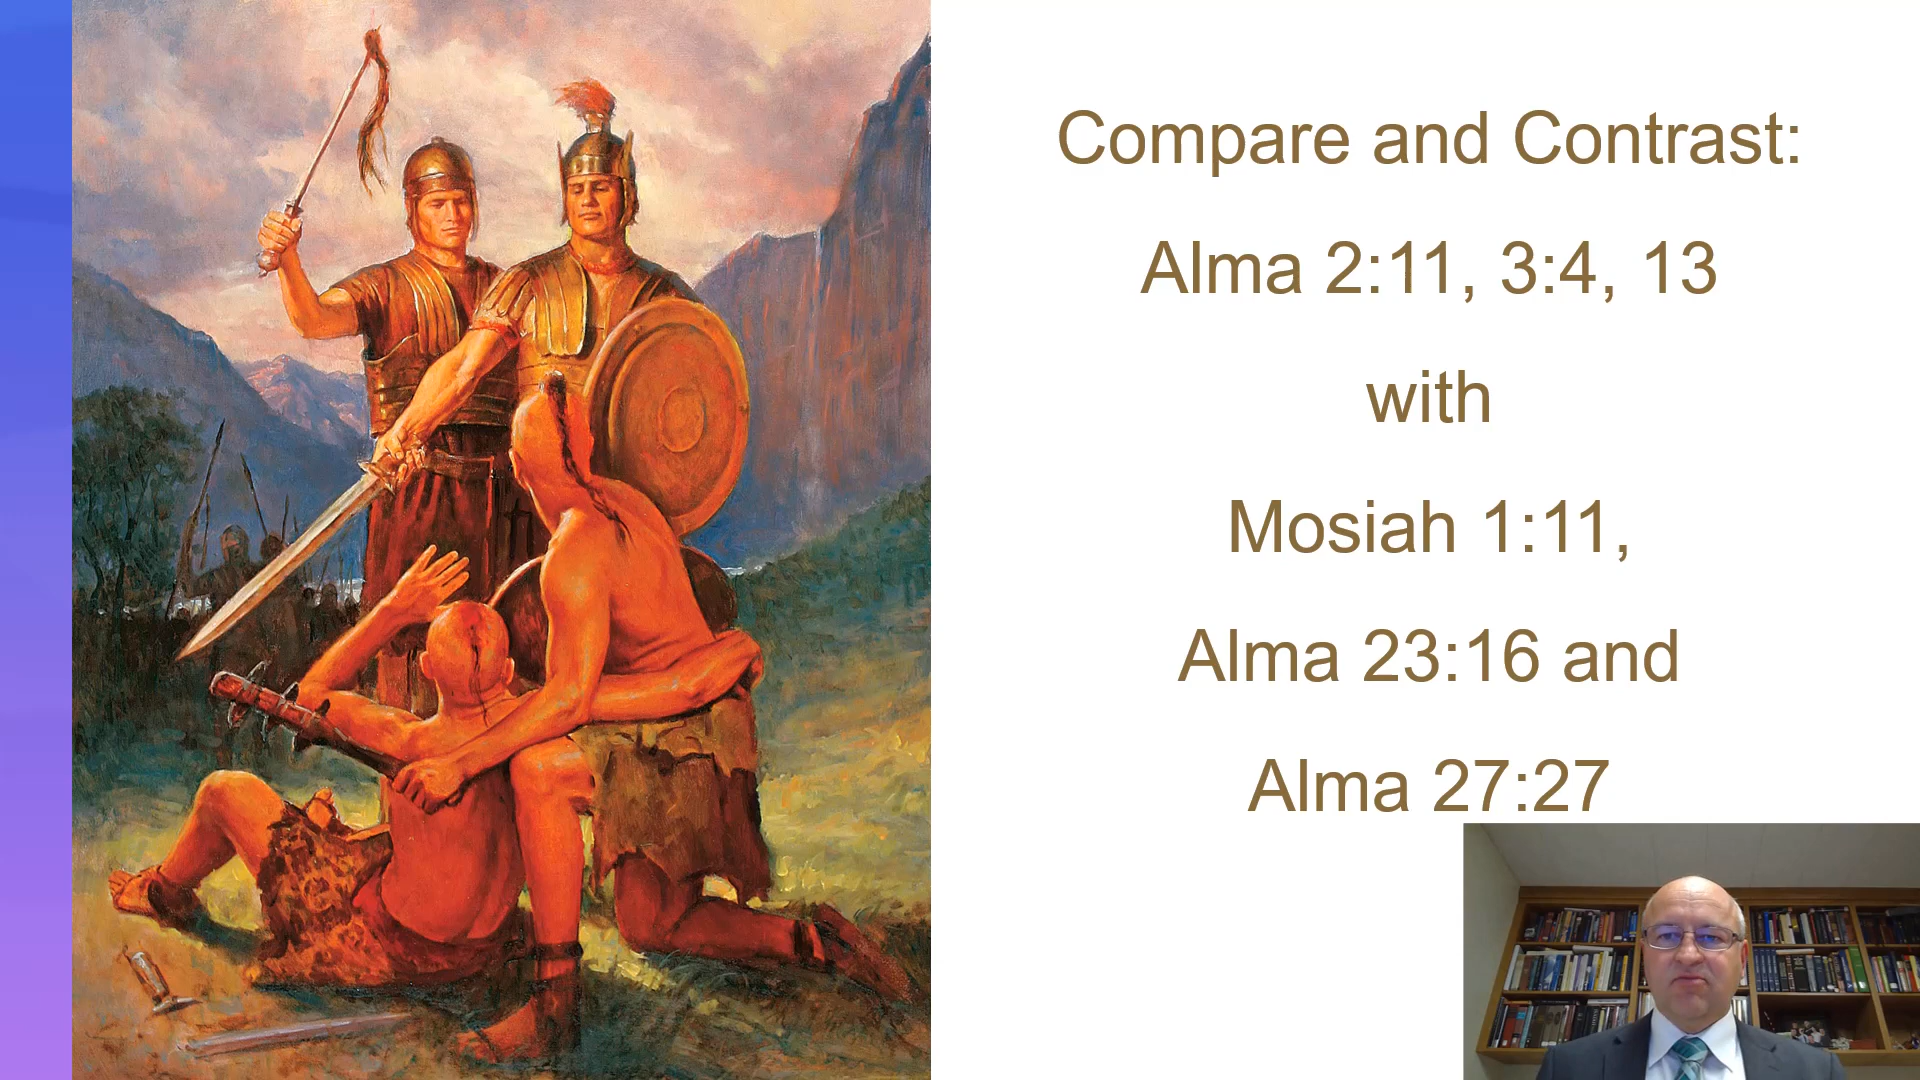 Compare and Contrast:
Alma 2:11, 3:4, 13
with
Mosiah 1:11,
Alma 23:16 and
Alma 27:27